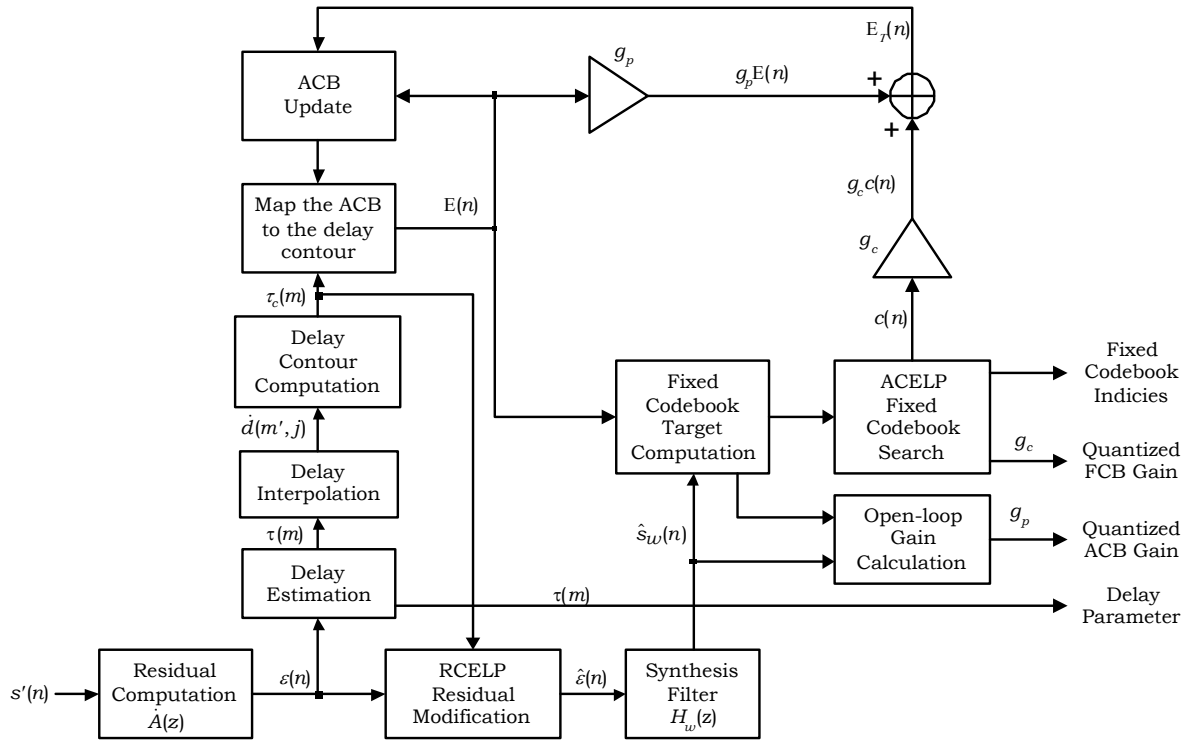 E_T(n)
g_p
ACB
Update
g_pE(n)
+
+
g_c c(n)
Map the ACB
to the delay
contour
E(n)
g_c
τ_c(m)
c(n)
Delay
Contour
Computation
Fixed
Codebook
Target
Computation
ACELP
Fixed
Codebook
Search
Fixed
Codebook
Indicies
ḋ(m′, j)
g_c
Quantized
FCB Gain
Delay
Interpolation
τ(m)
ŝ_w(n)
Open-loop
Gain
Calculation
g_p
Quantized
ACB Gain
Delay
Estimation
τ(m)
Delay
Parameter
s′(n)
Residual
Computation
Ȧ(z)
ε(n)
RCELP
Residual
Modification
ε̂(n)
Synthesis
Filter
H_w(z)